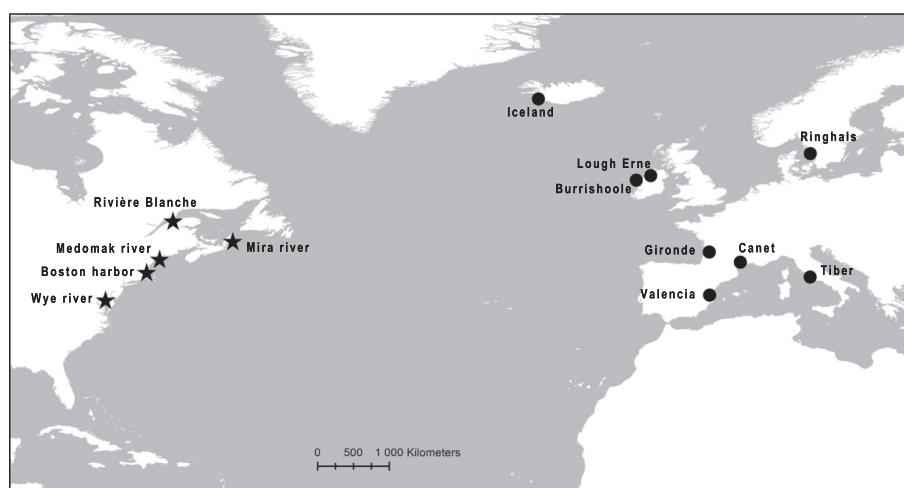 Iceland
Ringhals
Lough Erne
Burrishoole
Rivière Blanche
Mira river
Medomak river
Boston harbor
Wye river
Gironde
Canet
Tiber
Valencia
0 500 1 000 Kilometers